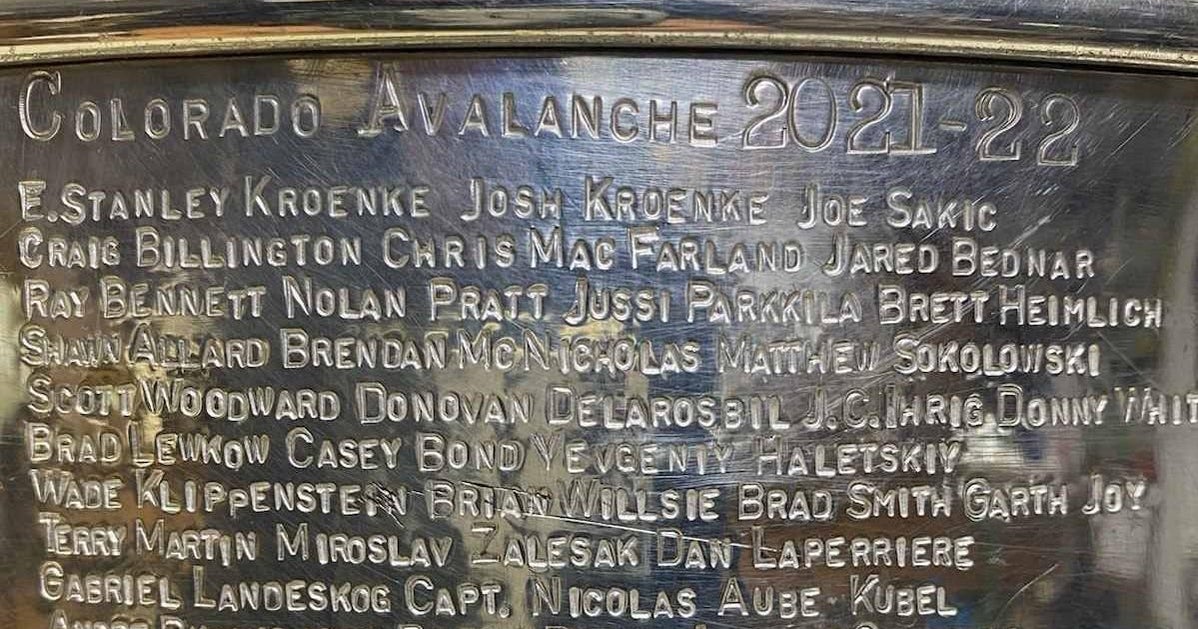 COLORADO AVALANCHE 2021-22
E. STANLEY KROENKE JOSH KROENKE JOE SAKIC
CRAIG BILLINGTON CHRIS MAC FARLAND JARED BEDNAR
RAY BENNETT NOLAN PRATT JUSSI PARKKILA BRETT HEIMLICH
SHAWN ALLARD BRENDAN MCNICHOLAS MATTHEW SOKOLOWSKI
SCOTT WOODWARD DONOVAN DELAROSBIL J.C. IHRIG DONNY WHIT
BRAD LEWKOW CASEY BOND YEVGENIY HALETSKIY
WADE KLIPPENSTEIN BRIAN WILLSIE BRAD SMITH GARTH JOY
TERRY MARTIN MIROSLAV ZALESAK DAN LAPERRIERE
GABRIEL LANDESKOG CAPT. NICOLAS AUBE-KUBEL